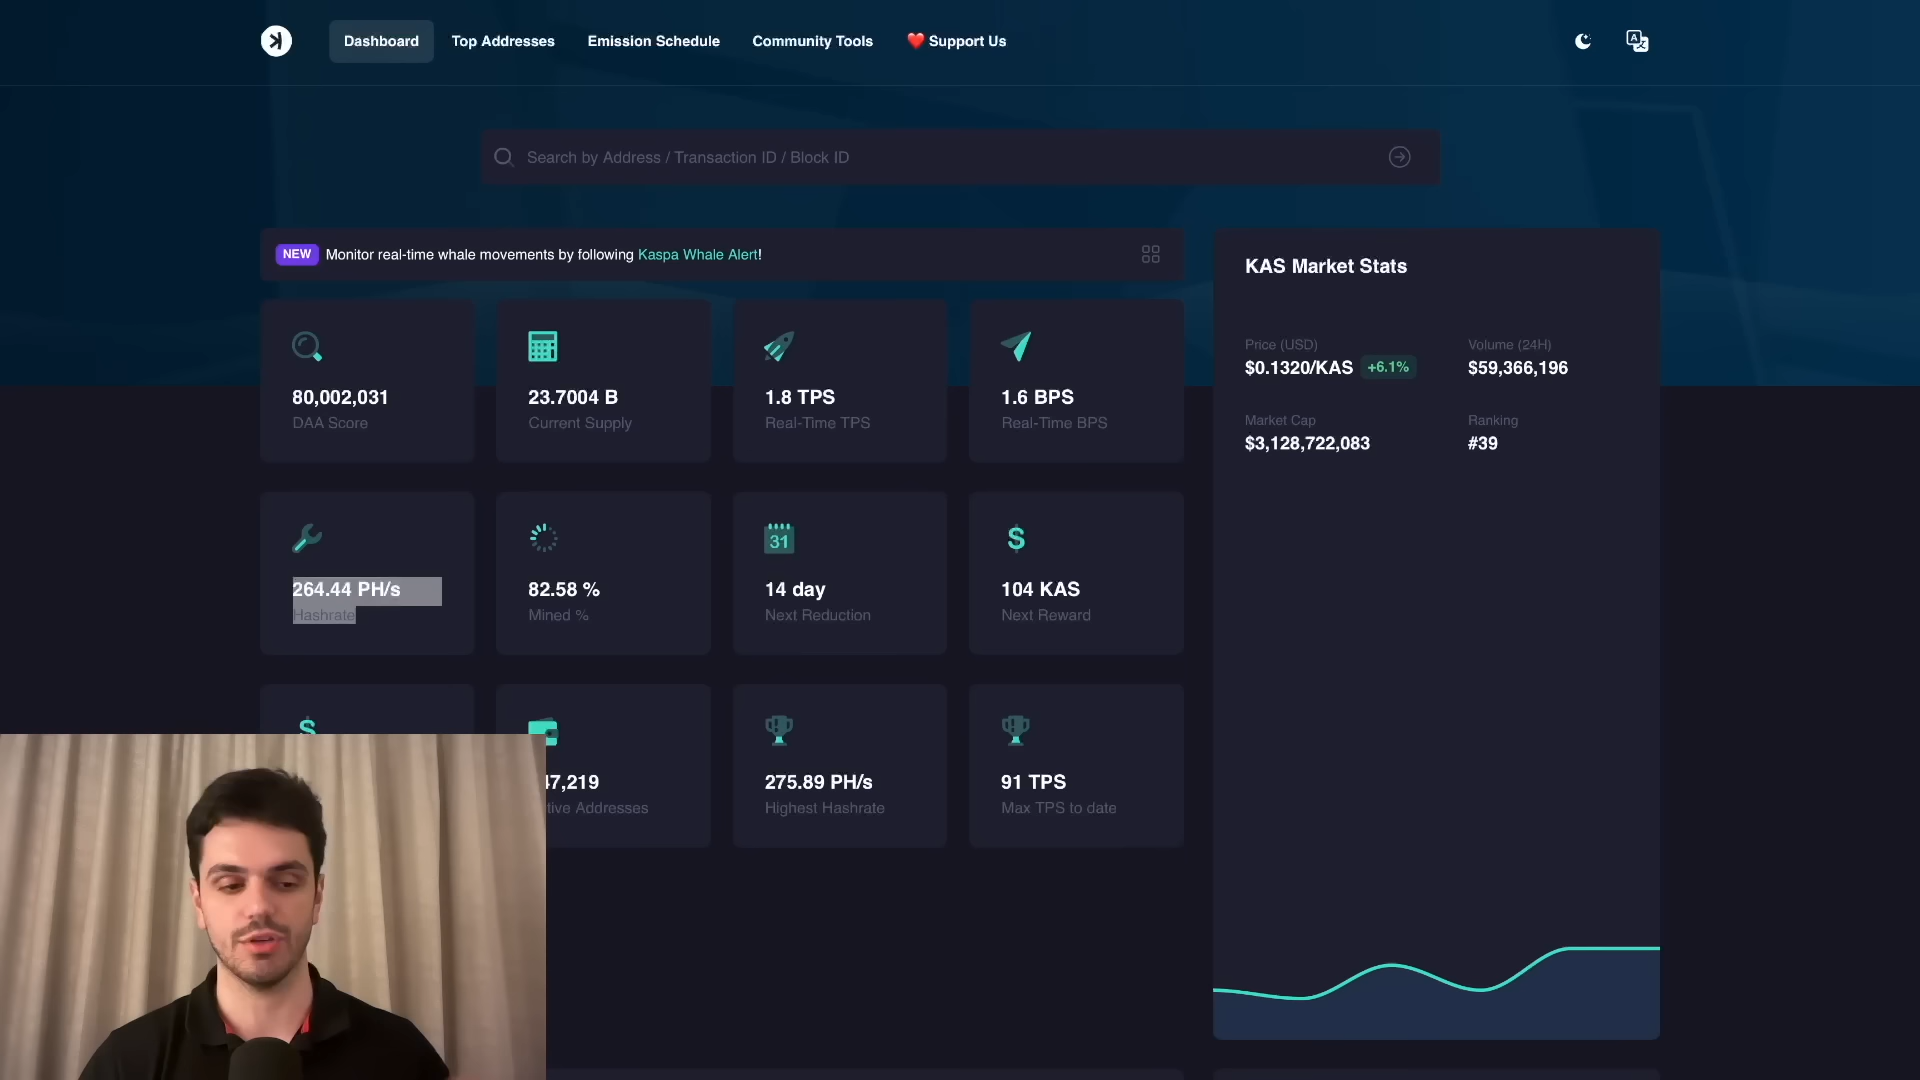 Dashboard
Top Addresses
Emission Schedule
Community Tools
❤️ Support Us
Search by Address / Transaction ID / Block ID
NEW Monitor real-time whale movements by following Kaspa Whale Alert!
80,002,031
DAA Score
23.7004 B
Current Supply
1.8 TPS
Real-Time TPS
1.6 BPS
Real-Time BPS
264.44 PH/s
Hashrate
82.58 %
Mined %
31
14 day
Next Reduction
$
104 KAS
Next Reward
$
47,219
tive Addresses
275.89 PH/s
Highest Hashrate
91 TPS
Max TPS to date
KAS Market Stats
Price (USD)
$0.1320/KAS +6.1%
Volume (24H)
$59,366,196
Market Cap
$3,128,722,083
Ranking
#39